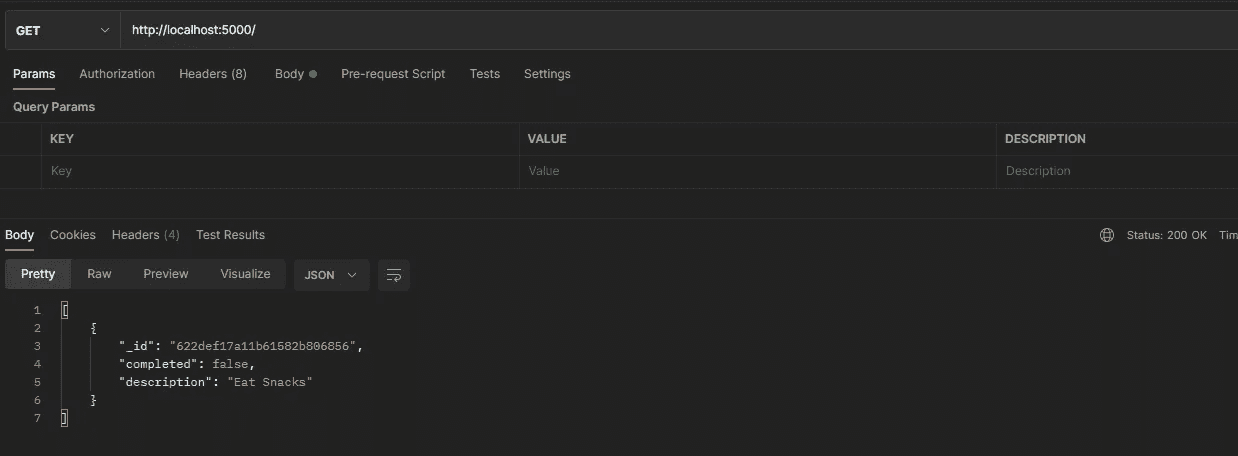 GET http://localhost:5000/
Params Authorization Headers (8) Body Pre-request Script Tests Settings
Query Params
KEY VALUE DESCRIPTION
Key Value Description
Body Cookies Headers (4) Test Results Status: 200 OK Tim
Pretty Raw Preview Visualize JSON
1 [
2 {
3 "_id": "622def17a11b61582b806856",
4 "completed": false,
5 "description": "Eat Snacks"
6 }
7 ]